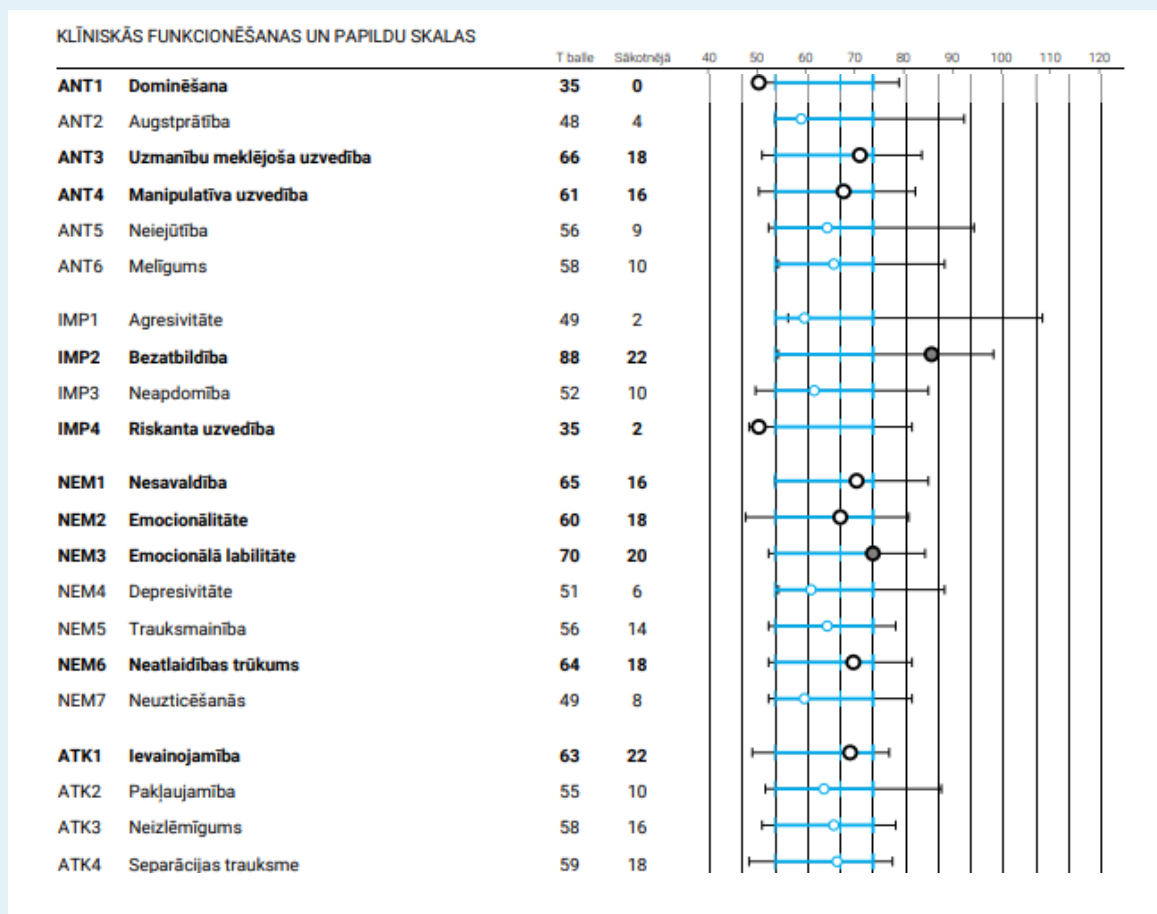 KLĪNISKĀS FUNKCIONĒŠANAS UN PAPILDU SKALAS
T balle Sākotnējā 40 50 60 70 80 90 100 110 120
ANT1 Dominēšana 35 0
ANT2 Augstprātība 48 4
ANT3 Uzmanību meklējoša uzvedība 66 18
ANT4 Manipulatīva uzvedība 61 16
ANT5 Neiejūtība 56 9
ANT6 Melīgums 58 10
IMP1 Agresivitāte 49 2
IMP2 Bezatbildība 88 22
IMP3 Neapdomība 52 10
IMP4 Riskanta uzvedība 35 2
NEM1 Nesavaldība 65 16
NEM2 Emocionālitāte 60 18
NEM3 Emocionālā labilitāte 70 20
NEM4 Depresivitāte 51 6
NEM5 Trauksmainība 56 14
NEM6 Neatlaidības trūkums 64 18
NEM7 Neuzticēšanās 49 8
ATK1 Ievainojamība 63 22
ATK2 Pakļaujamība 55 10
ATK3 Neizlēmīgums 58 16
ATK4 Separācijas trauksme 59 18